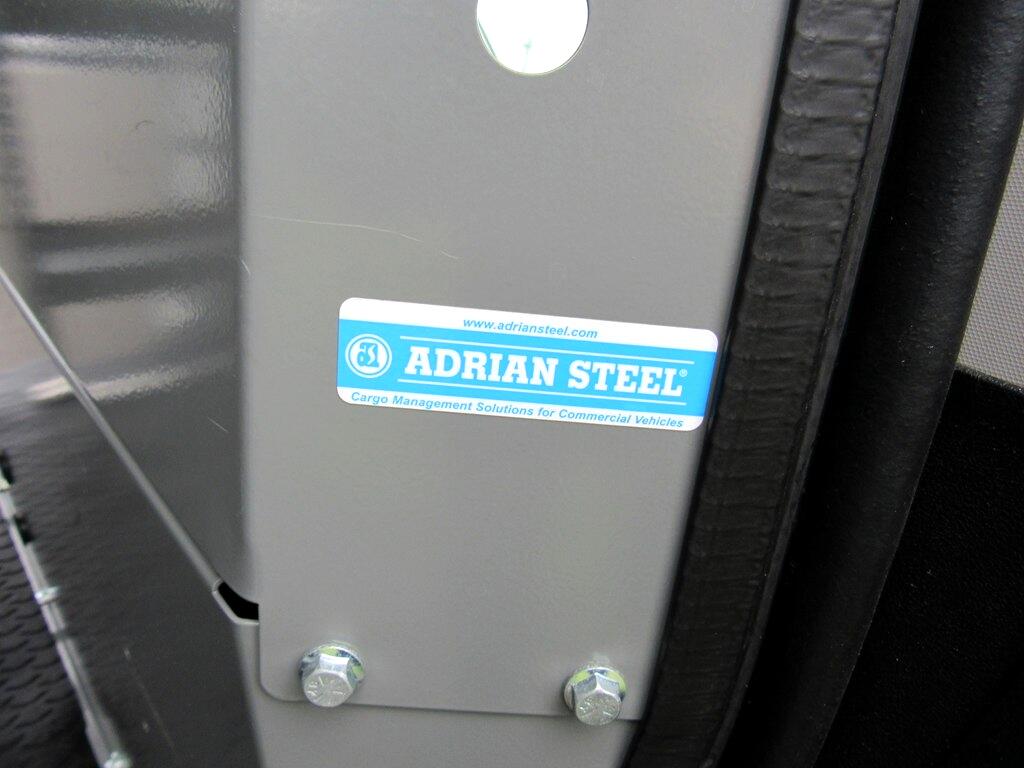 www.adriansteel.com
ADRIAN STEEL®
Cargo Management Solutions for Commercial Vehicles